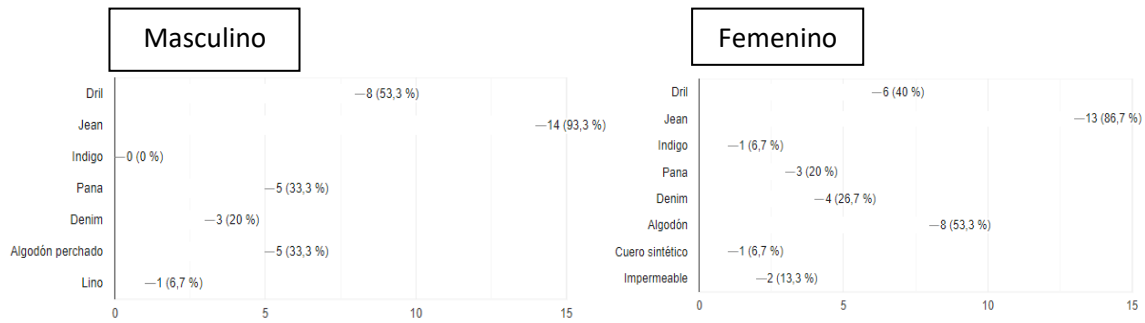 Masculino
Dril
8 (53,3 %)
Jean
14 (93,3 %)
Indigo
0 (0 %)
Pana
5 (33,3 %)
Denim
3 (20 %)
Algodón perchado
5 (33,3 %)
Lino
1 (6,7 %)
0 5 10 15
Femenino
Dril
6 (40 %)
Jean
13 (86,7 %)
Indigo
1 (6,7 %)
Pana
3 (20 %)
Denim
4 (26,7 %)
Algodón
8 (53,3 %)
Cuero sintético
1 (6,7 %)
Impermeable
2 (13,3 %)
0 5 10 15